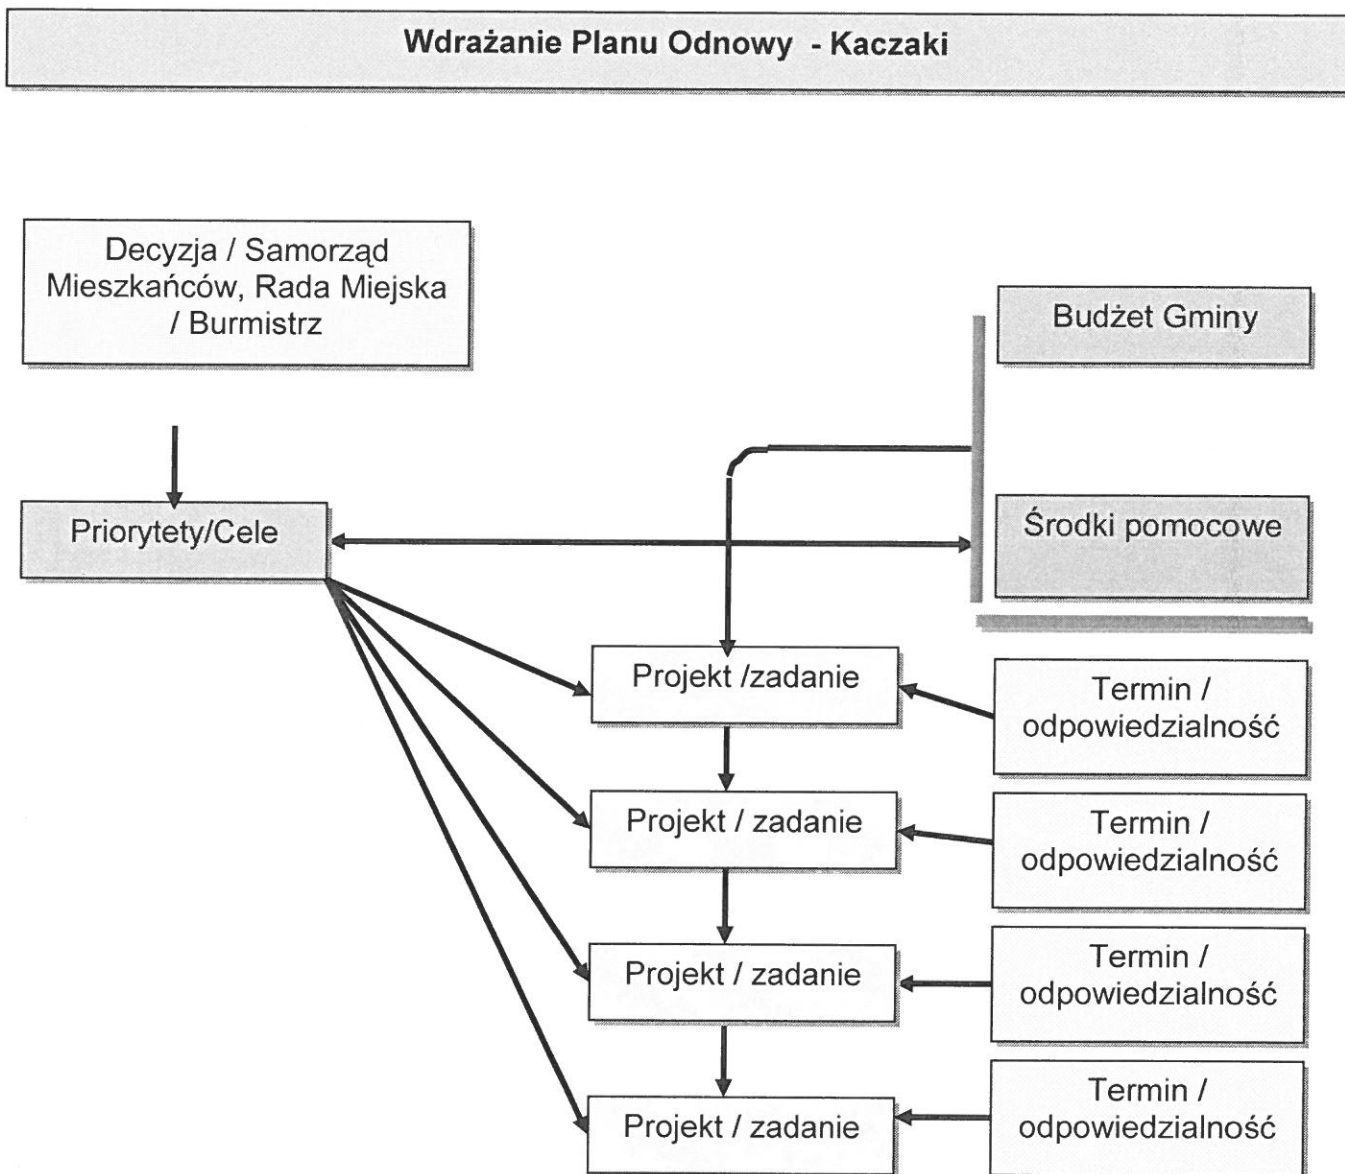 Wdrażanie Planu Odnowy - Kaczaki
Decyzja / Samorząd
Mieszkańców, Rada Miejska
/ Burmistrz
Budżet Gminy
Priorytety/Cele
Środki pomocowe
Projekt /zadanie
Termin /
odpowiedzialność
Projekt / zadanie
Termin /
odpowiedzialność
Projekt / zadanie
Termin /
odpowiedzialność
Projekt / zadanie
Termin /
odpowiedzialność